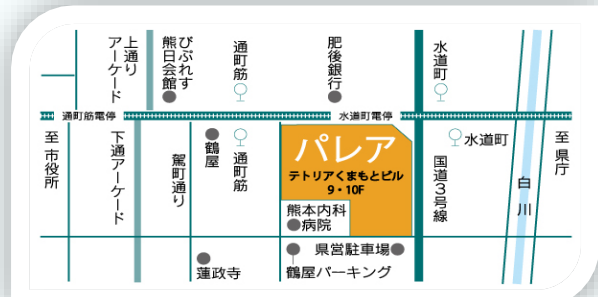 上通り
アーケード
びぷれす
熊日会館
通町筋
肥後銀行
水道町
通町筋電停
水道町電停
至市役所
下通アーケード
駕町通り
鶴屋
通町筋
パレア
テトリアくまもとビル
9・10F
熊本内科
病院
国道3号線
水道町
白川
至県庁
蓮政寺
県営駐車場
鶴屋パーキング